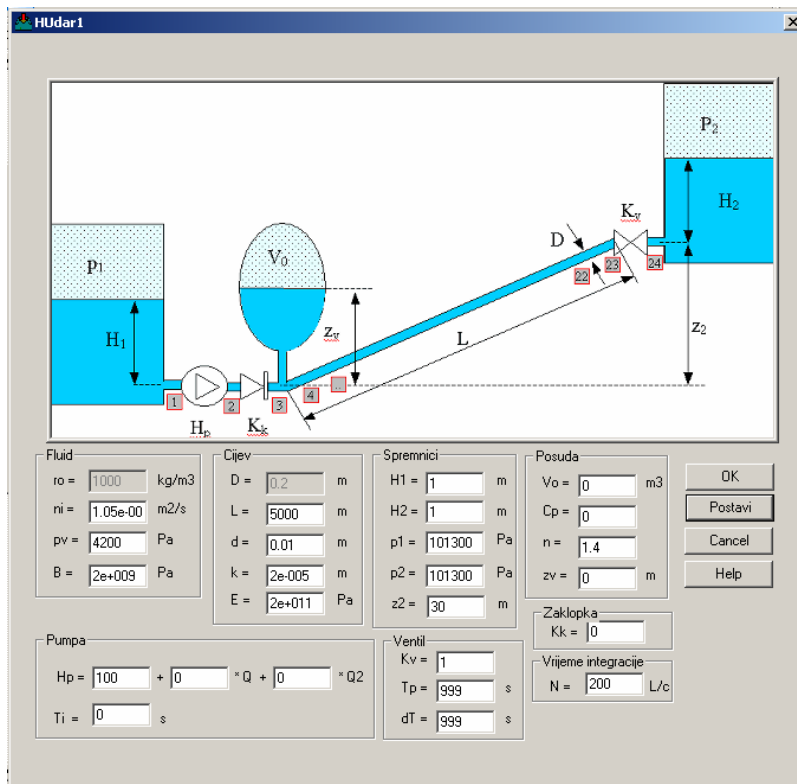 HUdar1
P2
H2
Kv
D
V0
P1
zv
H1
L
z2
22
23
24
1
2
3
4
..
Hp
Kk
Fluid
ro = 1000 kg/m3
ni = 1.05e-00 m2/s
pv = 4200 Pa
B = 2e+009 Pa
Cijev
D = 0.2 m
L = 5000 m
d = 0.01 m
k = 2e-005 m
E = 2e+011 Pa
Spremnici
H1 = 1 m
H2 = 1 m
p1 = 101300 Pa
p2 = 101300 Pa
z2 = 30 m
Posuda
Vo = 0 m3
Cp = 0
n = 1.4
zv = 0 m
OK
Postavi
Cancel
Help
Zaklopka
Kk = 0
Pumpa
Hp = 100 + 0 *Q + 0 *Q2
Ti = 0 s
Ventil
Kv = 1
Tp = 999 s
dT = 999 s
Vrijeme integracije
N = 200 L/c